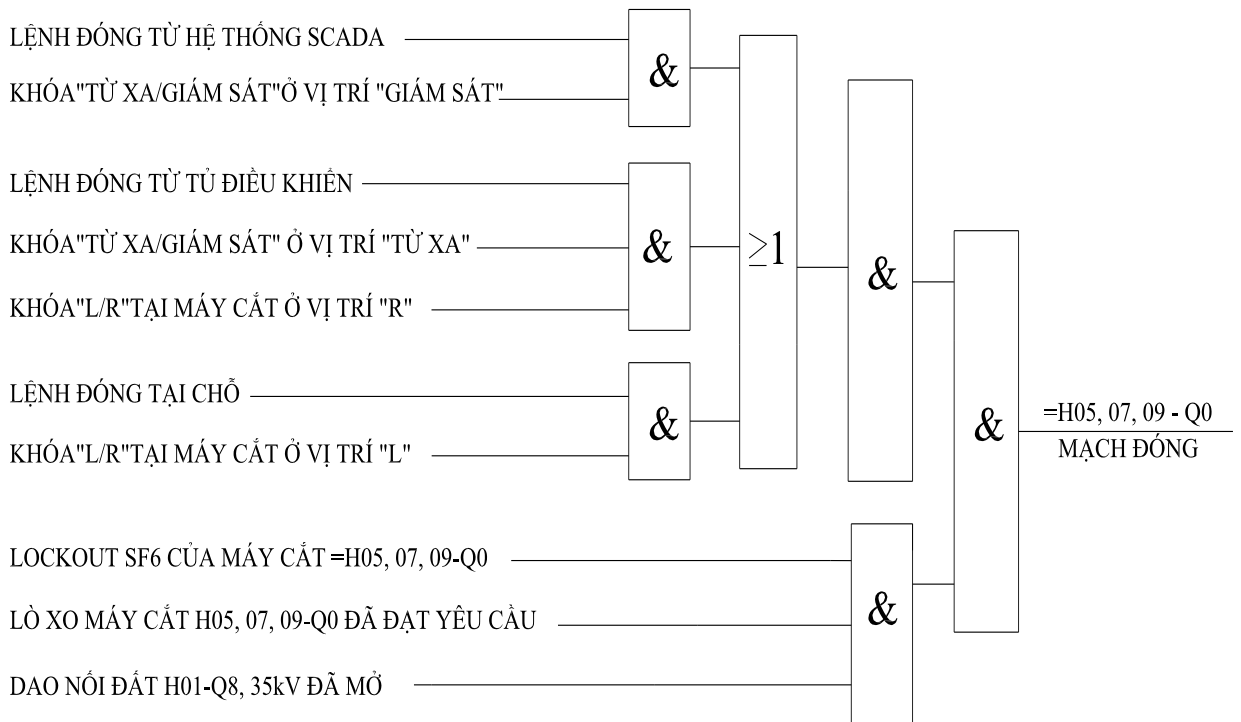 LỆNH ĐÓNG TỪ HỆ THỐNG SCADA
KHÓA"TỪ XA/GIÁM SÁT"Ở VỊ TRÍ "GIÁM SÁT"
&
LỆNH ĐÓNG TỪ TỦ ĐIỀU KHIỂN
KHÓA"TỪ XA/GIÁM SÁT" Ở VỊ TRÍ "TỪ XA"
KHÓA"L/R"TẠI MÁY CẮT Ở VỊ TRÍ "R"
&
≥1
&
LỆNH ĐÓNG TẠI CHỖ
KHÓA"L/R"TẠI MÁY CẮT Ở VỊ TRÍ "L"
&
&
=H05, 07, 09 - Q0
MẠCH ĐÓNG
LOCKOUT SF6 CỦA MÁY CẮT =H05, 07, 09-Q0
LÒ XO MÁY CẮT H05, 07, 09-Q0 ĐÃ ĐẠT YÊU CẦU
DAO NỐI ĐẤT H01-Q8, 35kV ĐÃ MỞ
&